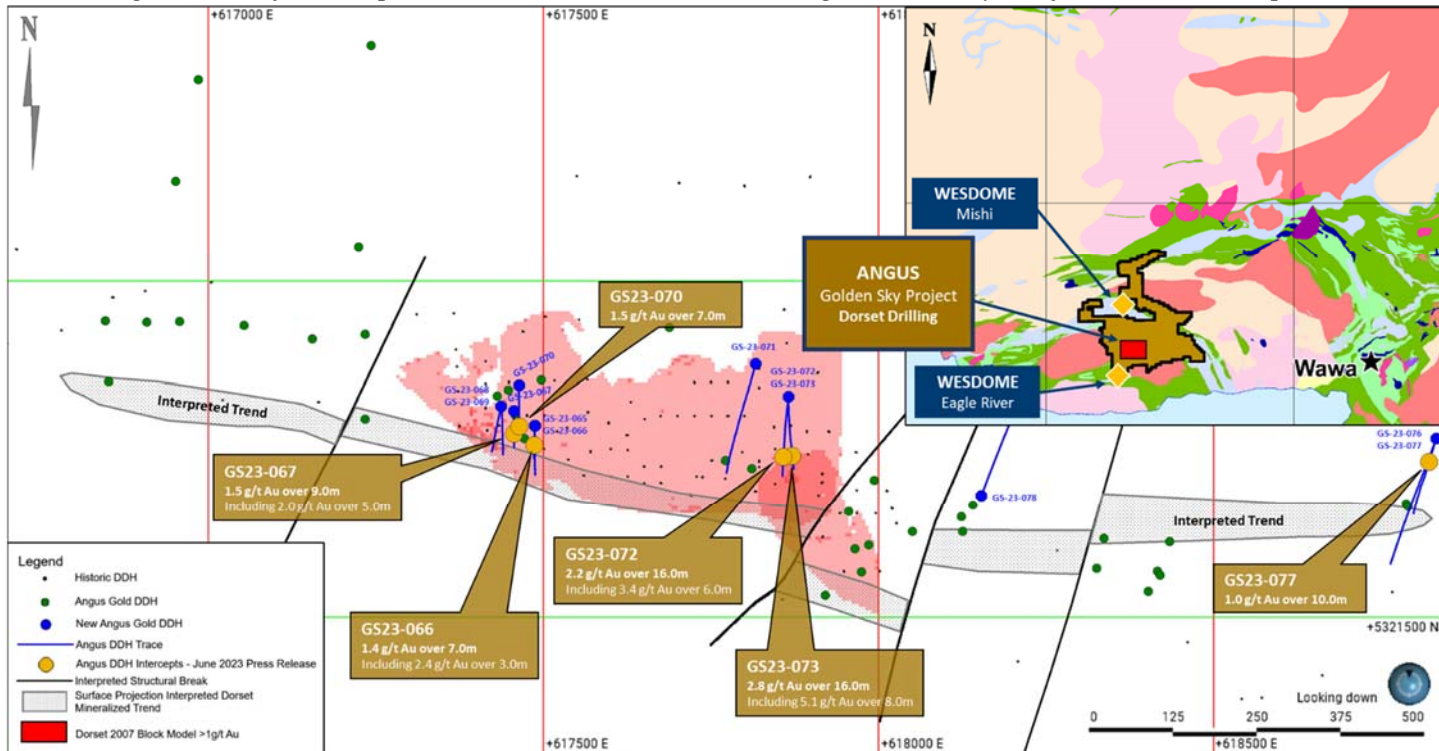 +617000 E
+617500 E
N
N
WESDOME
Mishi
ANGUS
Golden Sky Project
Dorset Drilling
WESDOME
Eagle River
Wawa
GS23-070
1.5 g/t Au over 7.0m
GS-23-071
GS-23-070
GS-23-072
GS-23-073
GS-23-068
GS-23-069
GS-23-067
GS-23-065
GS-23-066
Interpreted Trend
GS-23-076
GS-23-077
GS23-067
1.5 g/t Au over 9.0m
Including 2.0 g/t Au over 5.0m
GS-23-078
Interpreted Trend
GS23-072
2.2 g/t Au over 16.0m
Including 3.4 g/t Au over 6.0m
GS23-077
1.0 g/t Au over 10.0m
GS23-066
1.4 g/t Au over 7.0m
Including 2.4 g/t Au over 3.0m
GS23-073
2.8 g/t Au over 16.0m
Including 5.1 g/t Au over 8.0m
+5321500 N
Legend
Historic DDH
Angus Gold DDH
New Angus Gold DDH
Angus DDH Trace
Angus DDH Intercepts - June 2023 Press Release
Interpreted Structural Break
Surface Projection Interpreted Dorset
Mineralized Trend
Dorset 2007 Block Model >1g/t Au
Looking down
0 125 250 375 500
+617500 E
+618000 E
+618500 E